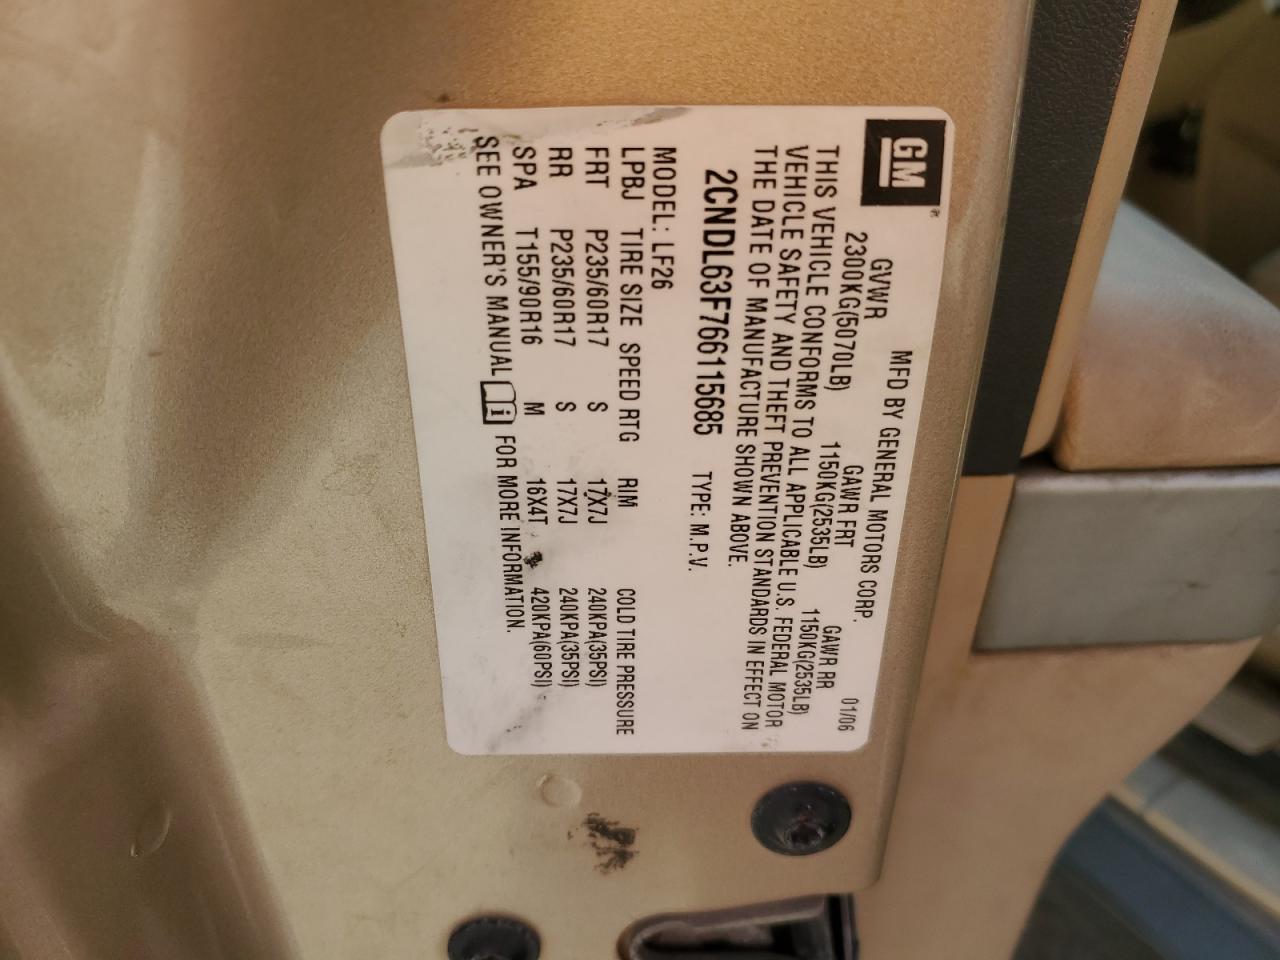 GM
MFD BY GENERAL MOTORS CORP. 01/06
GVWR GAWR FRT GAWR RR
2300KG(5070LB) 1150KG(2535LB) 1150KG(2535LB)
THIS VEHICLE CONFORMS TO ALL APPLICABLE U.S. FEDERAL MOTOR
VEHICLE SAFETY AND THEFT PREVENTION STANDARDS IN EFFECT ON
THE DATE OF MANUFACTURE SHOWN ABOVE.
2CNDL63F766115685 TYPE: M.P.V.
MODEL: LF26
LPBJ TIRE SIZE SPEED RTG RIM COLD TIRE PRESSURE
FRT P235/60R17 S 17X7J 240KPA(35PSI)
RR P235/60R17 S 17X7J 240KPA(35PSI)
SPA T155/90R16 M 16X4T 420KPA(60PSI)
SEE OWNER'S MANUAL FOR MORE INFORMATION.